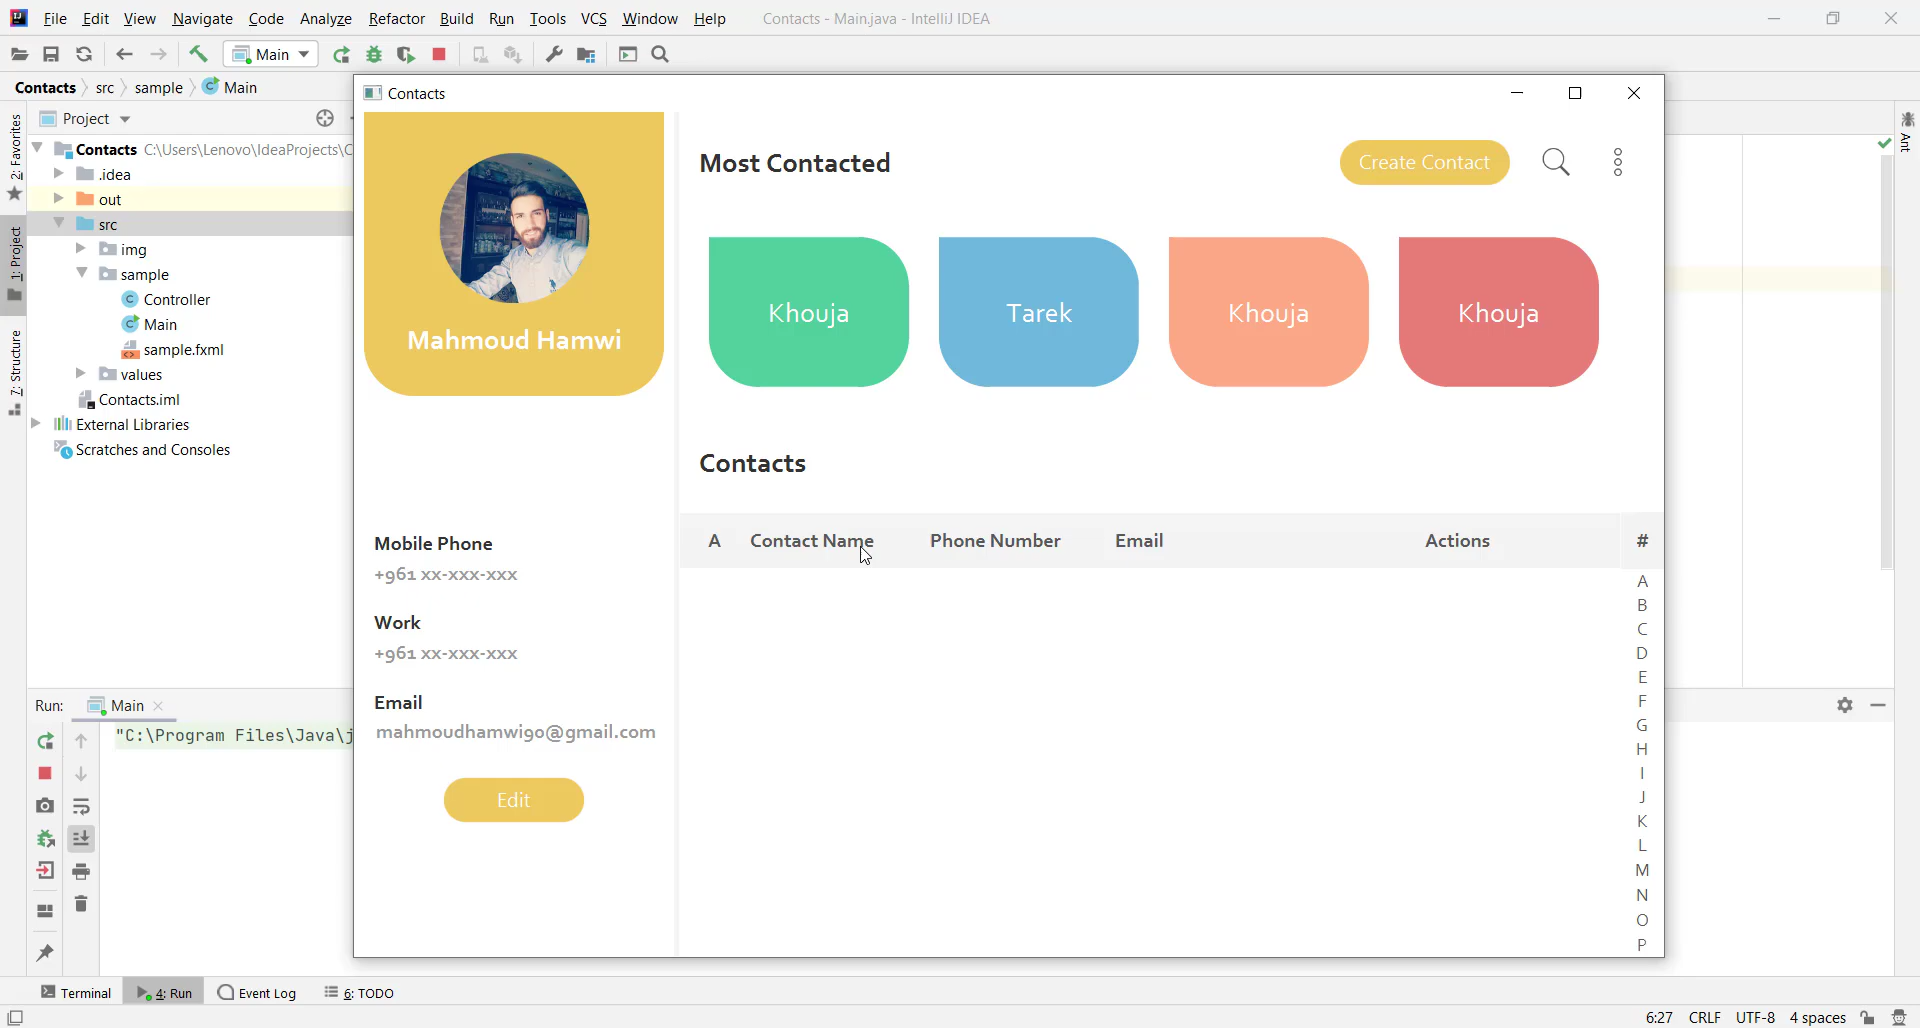 File Edit View Navigate Code Analyze Refactor Build Run Tools VCS Window Help Contacts - Main.java - IntelliJ IDEA
Main
Contacts src sample Main
Project
Contacts C:\Users\Lenovo\IdeaProjects\C
.idea
out
src
img
sample
Controller
Main
sample.fxml
values
Contacts.iml
External Libraries
Scratches and Consoles
2: Favorites
1: Project
7: Structure
Ant
Contacts
Mahmoud Hamwi
Mobile Phone
+961 xx-xxx-xxx
Work
+961 xx-xxx-xxx
Email
mahmoudhamwi90@gmail.com
Edit
Most Contacted
Create Contact
Khouja Tarek Khouja Khouja
Contacts
A Contact Name Phone Number Email Actions #
A
B
C
D
E
F
G
H
I
J
K
L
M
N
O
P
Run: Main
"C:\Program Files\Java\j
Terminal 4: Run Event Log 6: TODO
6:27 CRLF UTF-8 4 spaces